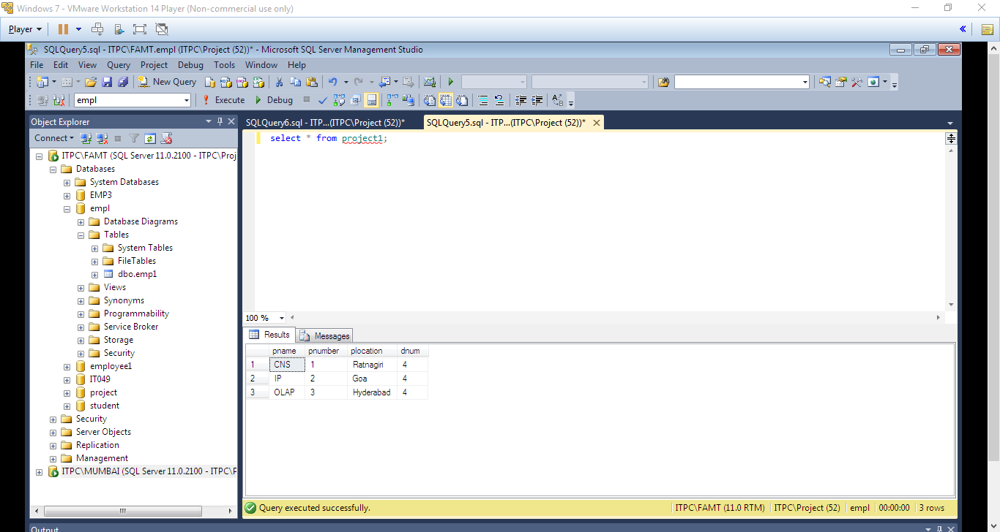 Windows 7 - VMware Workstation 14 Player (Non-commercial use only)
Player
SQLQuery5.sql - ITPC\FAMT.empl (ITPC\Project (52))* - Microsoft SQL Server Management Studio
File Edit View Query Project Debug Tools Window Help
New Query
empl Execute Debug
Object Explorer
Connect
ITPC\FAMT (SQL Server 11.0.2100 - ITPC\Proj
Databases
System Databases
EMP3
empl
Database Diagrams
Tables
System Tables
FileTables
dbo.emp1
Views
Synonyms
Programmability
Service Broker
Storage
Security
employee1
IT049
project
student
Security
Server Objects
Replication
Management
ITPC\MUMBAI (SQL Server 11.0.2100 - ITPC\P
SQLQuery6.sql - ITP...(ITPC\Project (52))* SQLQuery5.sql - ITP...(ITPC\Project (52))*
select * from project1;
100 %
Results Messages
pname pnumber plocation dnum
1 CNS 1 Ratnagiri 4
2 IP 2 Goa 4
3 OLAP 3 Hyderabad 4
Query executed successfully. ITPC\FAMT (11.0 RTM) ITPC\Project (52) empl 00:00:00 3 rows
Output